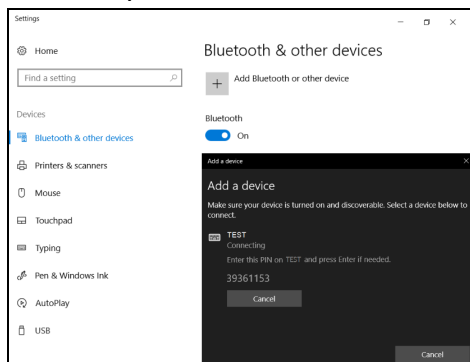 Settings
Home
Find a setting
Devices
Bluetooth & other devices
Printers & scanners
Mouse
Touchpad
Typing
Pen & Windows Ink
AutoPlay
USB
Bluetooth & other devices
Add Bluetooth or other device
Bluetooth
On
Add a device
Add a device
Make sure your device is turned on and discoverable. Select a device below to
connect.
TEST
Connecting
Enter this PIN on TEST and press Enter if needed.
39361153
Cancel
Cancel